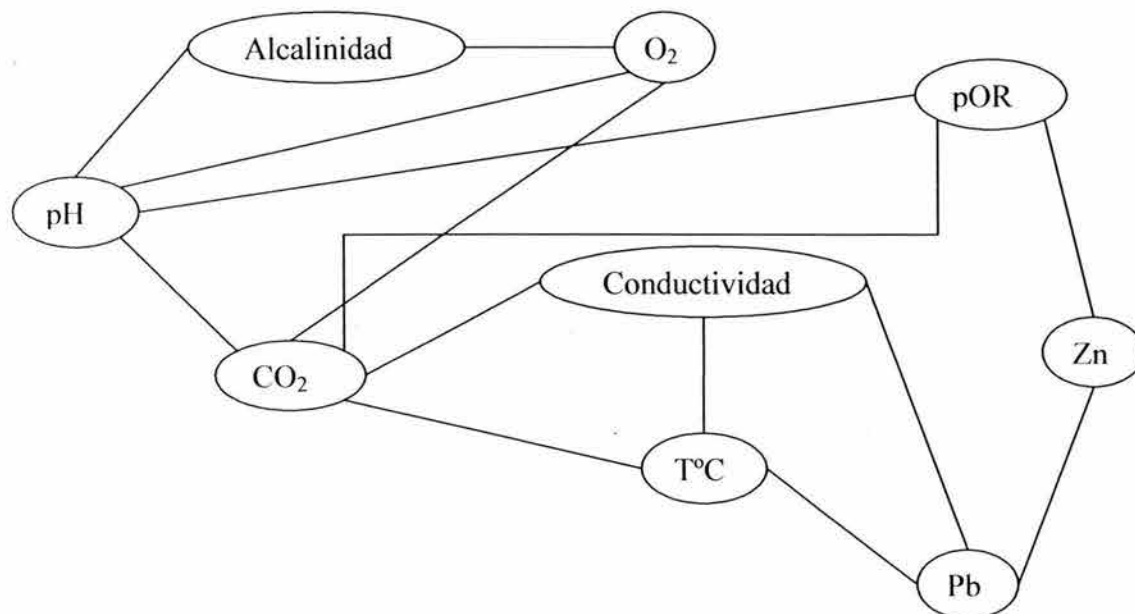 Alcalinidad
O₂
pOR
pH
Conductividad
Zn
CO₂
TºC
Pb